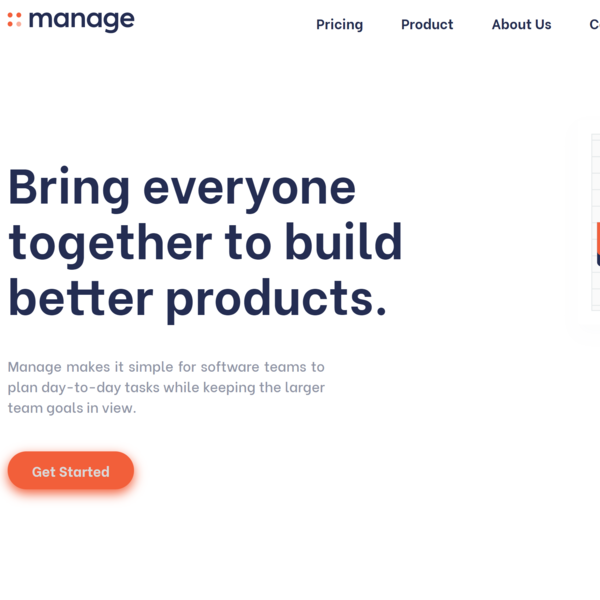 manage
Pricing Product About Us
Bring everyone
together to build
better products.
Manage makes it simple for software teams to
plan day-to-day tasks while keeping the larger
team goals in view.
Get Started